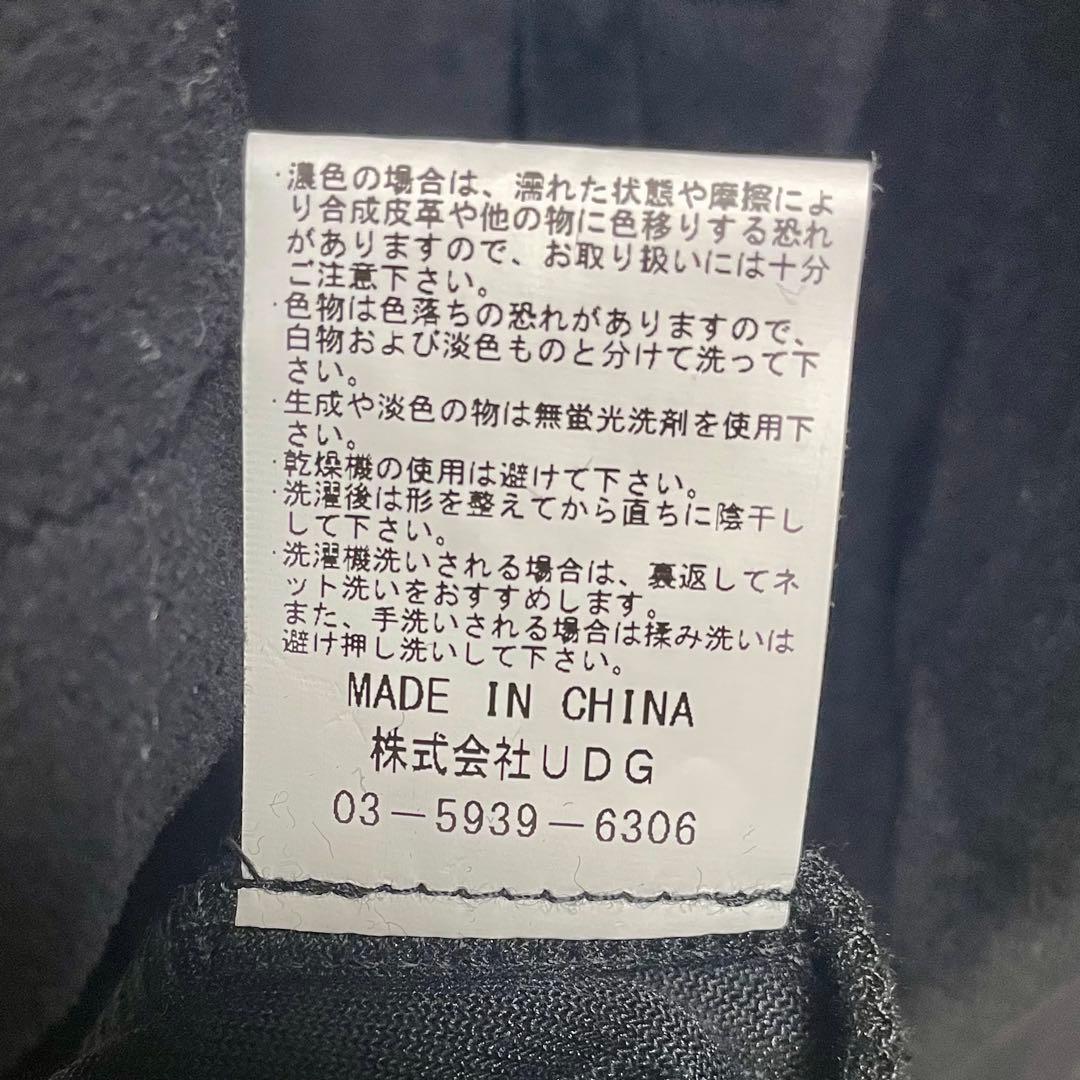 ・濃色の場合は、濡れた状態や摩擦によ
り合成皮革や他の物に色移りする恐れ
がありますので、お取り扱いには十分
ご注意下さい。
・色物は色落ちの恐れがありますので、
白物および淡色ものと分けて洗って下
さい。
・生成や淡色の物は無蛍光洗剤を使用下
さい。
・乾燥機の使用は避けて下さい。
・洗濯後は形を整えてから直ちに陰干し
して下さい。
・洗濯機洗いされる場合は、裏返してネ
ット洗いをおすすめします。
また、手洗いされる場合は揉み洗いは
避け押し洗いして下さい。
MADE IN CHINA
株式会社UDG
03-5939-6306